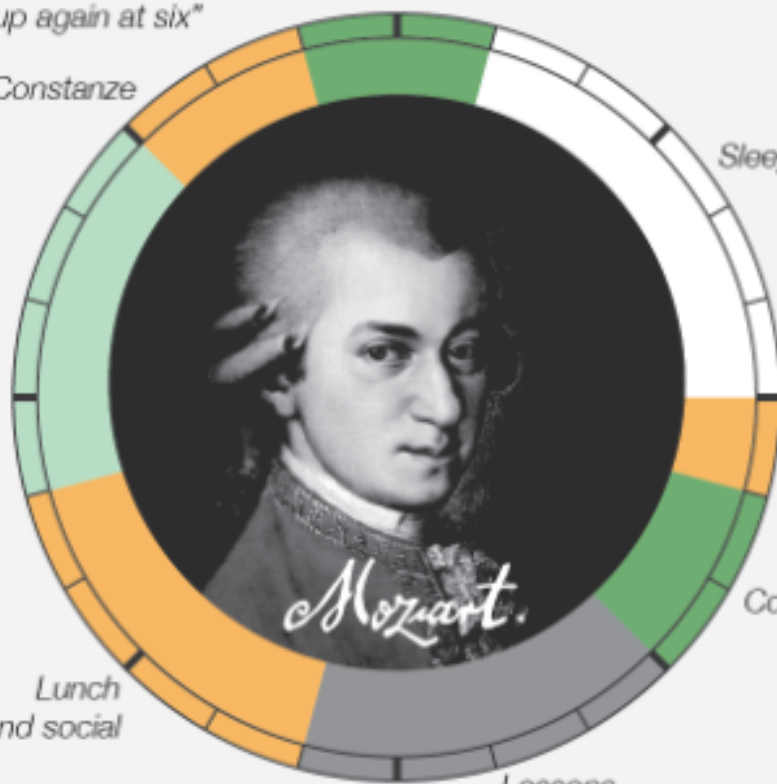 up again at six”
Constanze
Mozart.
Lunch
nd social